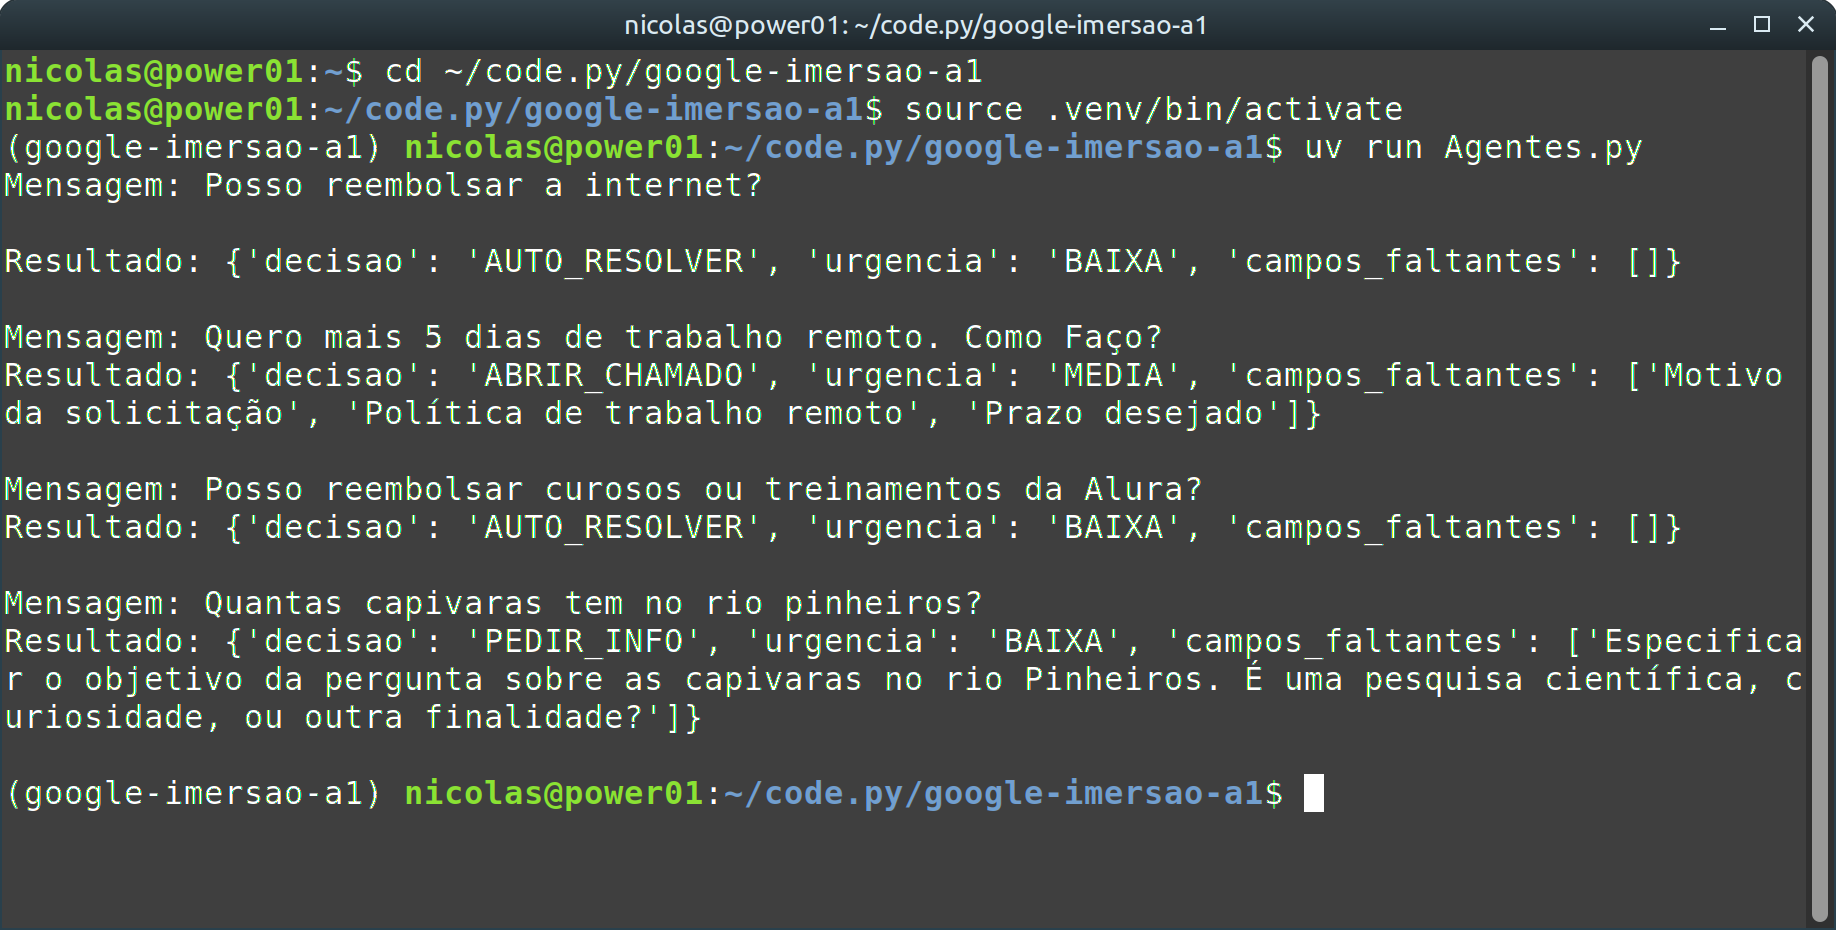 nicolas@power01: ~/code.py/google-imersao-a1
nicolas@power01:~$ cd ~/code.py/google-imersao-a1
nicolas@power01:~/code.py/google-imersao-a1$ source .venv/bin/activate
(google-imersao-a1) nicolas@power01:~/code.py/google-imersao-a1$ uv run Agentes.py
Mensagem: Posso reembolsar a internet?
Resultado: {'decisao': 'AUTO_RESOLVER', 'urgencia': 'BAIXA', 'campos_faltantes': []}
Mensagem: Quero mais 5 dias de trabalho remoto. Como Faço?
Resultado: {'decisao': 'ABRIR_CHAMADO', 'urgencia': 'MEDIA', 'campos_faltantes': ['Motivo
da solicitação', 'Política de trabalho remoto', 'Prazo desejado']}
Mensagem: Posso reembolsar curosos ou treinamentos da Alura?
Resultado: {'decisao': 'AUTO_RESOLVER', 'urgencia': 'BAIXA', 'campos_faltantes': []}
Mensagem: Quantas capivaras tem no rio pinheiros?
Resultado: {'decisao': 'PEDIR_INFO', 'urgencia': 'BAIXA', 'campos_faltantes': ['Especifica
r o objetivo da pergunta sobre as capivaras no rio Pinheiros. É uma pesquisa científica, c
uriosidade, ou outra finalidade?']}
(google-imersao-a1) nicolas@power01:~/code.py/google-imersao-a1$